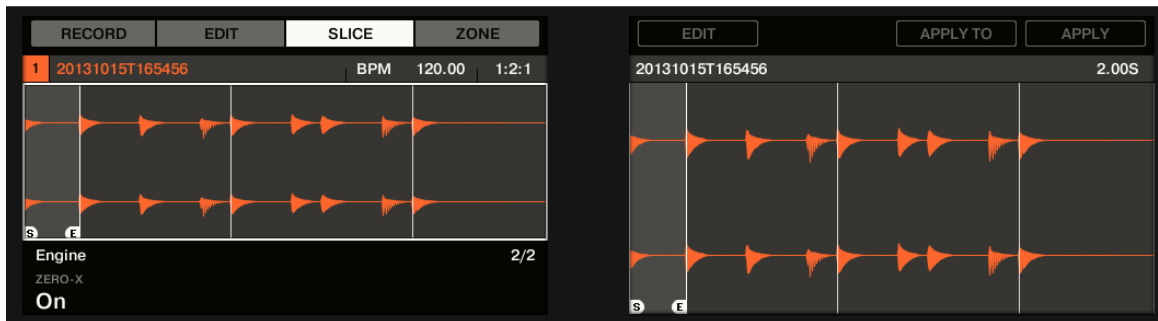 RECORD EDIT SLICE ZONE
1 20131015T165456 BPM 120.00 1:2:1
S E
Engine 2/2
ZERO-X
On
EDIT APPLY TO APPLY
20131015T165456 2.00S
S E